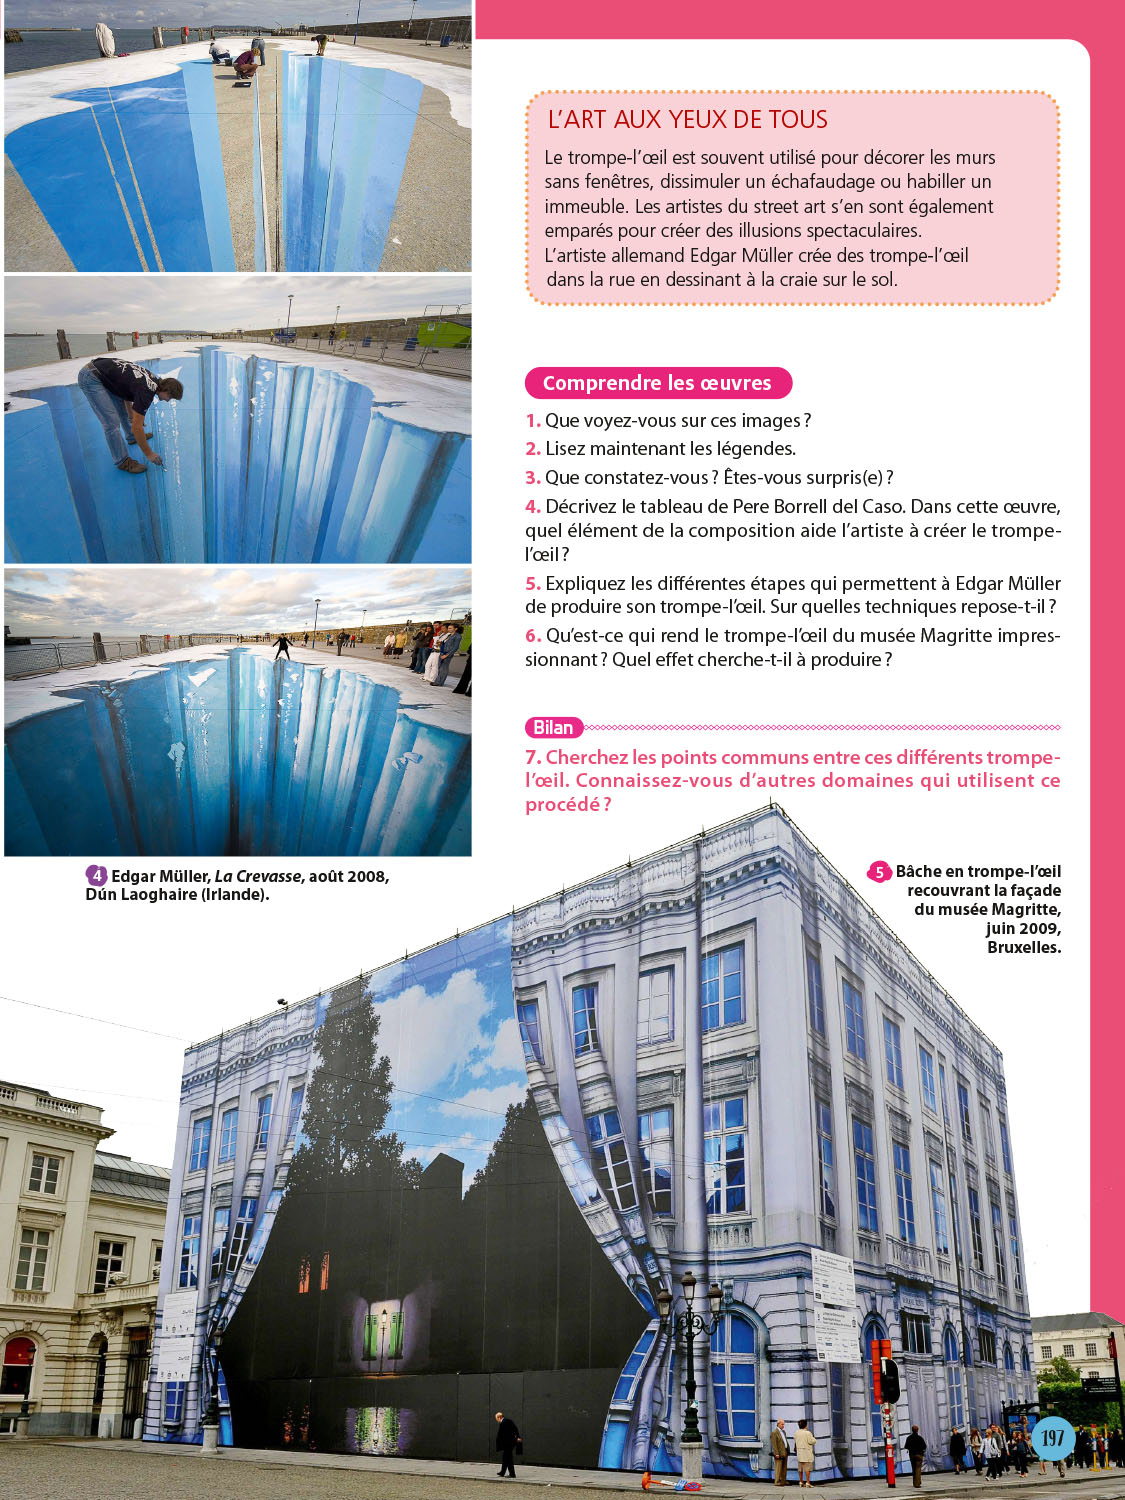 L'ART AUX YEUX DE TOUS
Le trompe-l'œil est souvent utilisé pour décorer les murs
sans fenêtres, dissimuler un échafaudage ou habiller un
immeuble. Les artistes du street art s'en sont également
emparés pour créer des illusions spectaculaires.
L'artiste allemand Edgar Müller crée des trompe-l'œil
dans la rue en dessinant à la craie sur le sol.
Comprendre les œuvres
1. Que voyez-vous sur ces images ?
2. Lisez maintenant les légendes.
3. Que constatez-vous ? Êtes-vous surpris(e) ?
4. Décrivez le tableau de Pere Borrell del Caso. Dans cette œuvre,
quel élément de la composition aide l'artiste à créer le trompe-
l'œil ?
5. Expliquez les différentes étapes qui permettent à Edgar Müller
de produire son trompe-l'œil. Sur quelles techniques repose-t-il ?
6. Qu'est-ce qui rend le trompe-l'œil du musée Magritte impres-
sionnant ? Quel effet cherche-t-il à produire ?
Bilan
7. Cherchez les points communs entre ces différents trompe-
l'œil. Connaissez-vous d'autres domaines qui utilisent ce
procédé ?
4 Edgar Müller, La Crevasse, août 2008,
Dún Laoghaire (Irlande).
5 Bâche en trompe-l'œil
recouvrant la façade
du musée Magritte,
juin 2009,
Bruxelles.
197